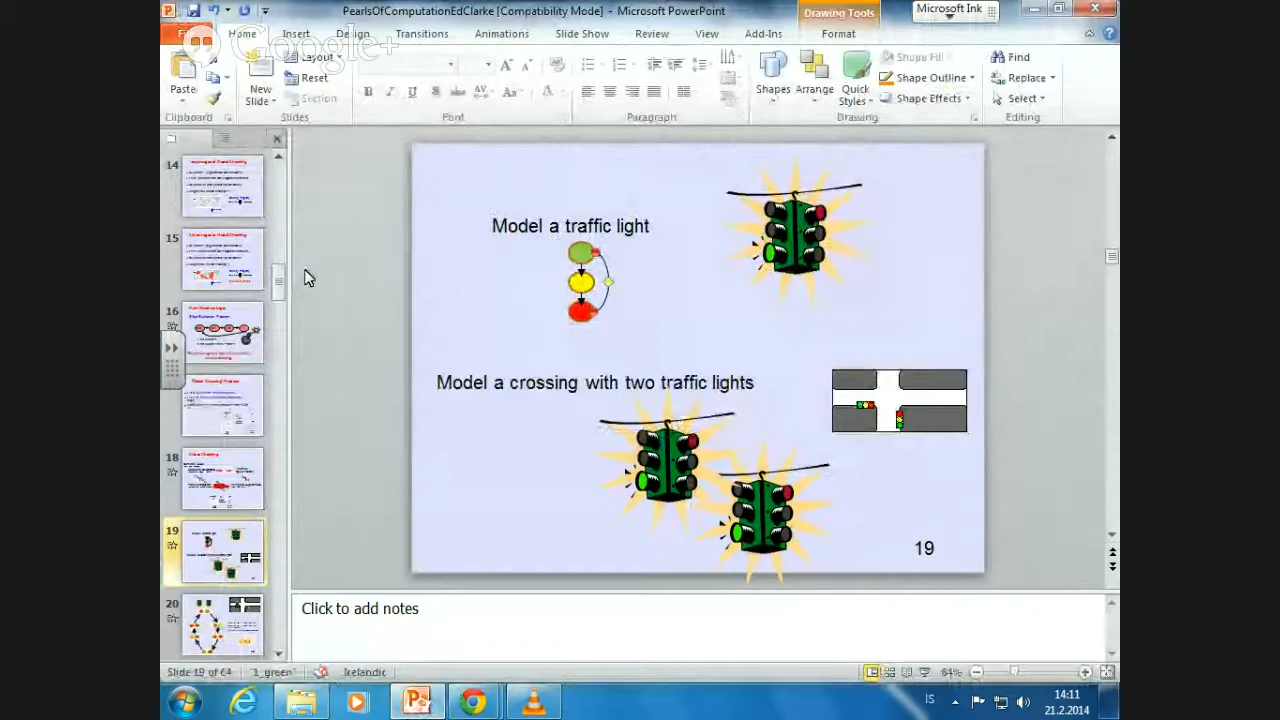 PearlsOfComputationEdClarke [Compatibility Mode] - Microsoft PowerPoint
Drawing Tools
Microsoft Ink
File
Home
Insert
Design
Transitions
Animations
Slide Show
Review
View
Add-Ins
Format
Google+
Paste
Clipboard
New
Slide
Layout
Reset
Section
Slides
Font
Paragraph
Shapes
Arrange
Quick
Styles
Shape Fill
Shape Outline
Shape Effects
Drawing
Find
Replace
Select
Editing
14
15
16
18
19
20
Model a traffic light
Model a crossing with two traffic lights
19
Click to add notes
Slide 19 of 64
"1_green"
Icelandic
64%
IS
14:11
21.2.2014